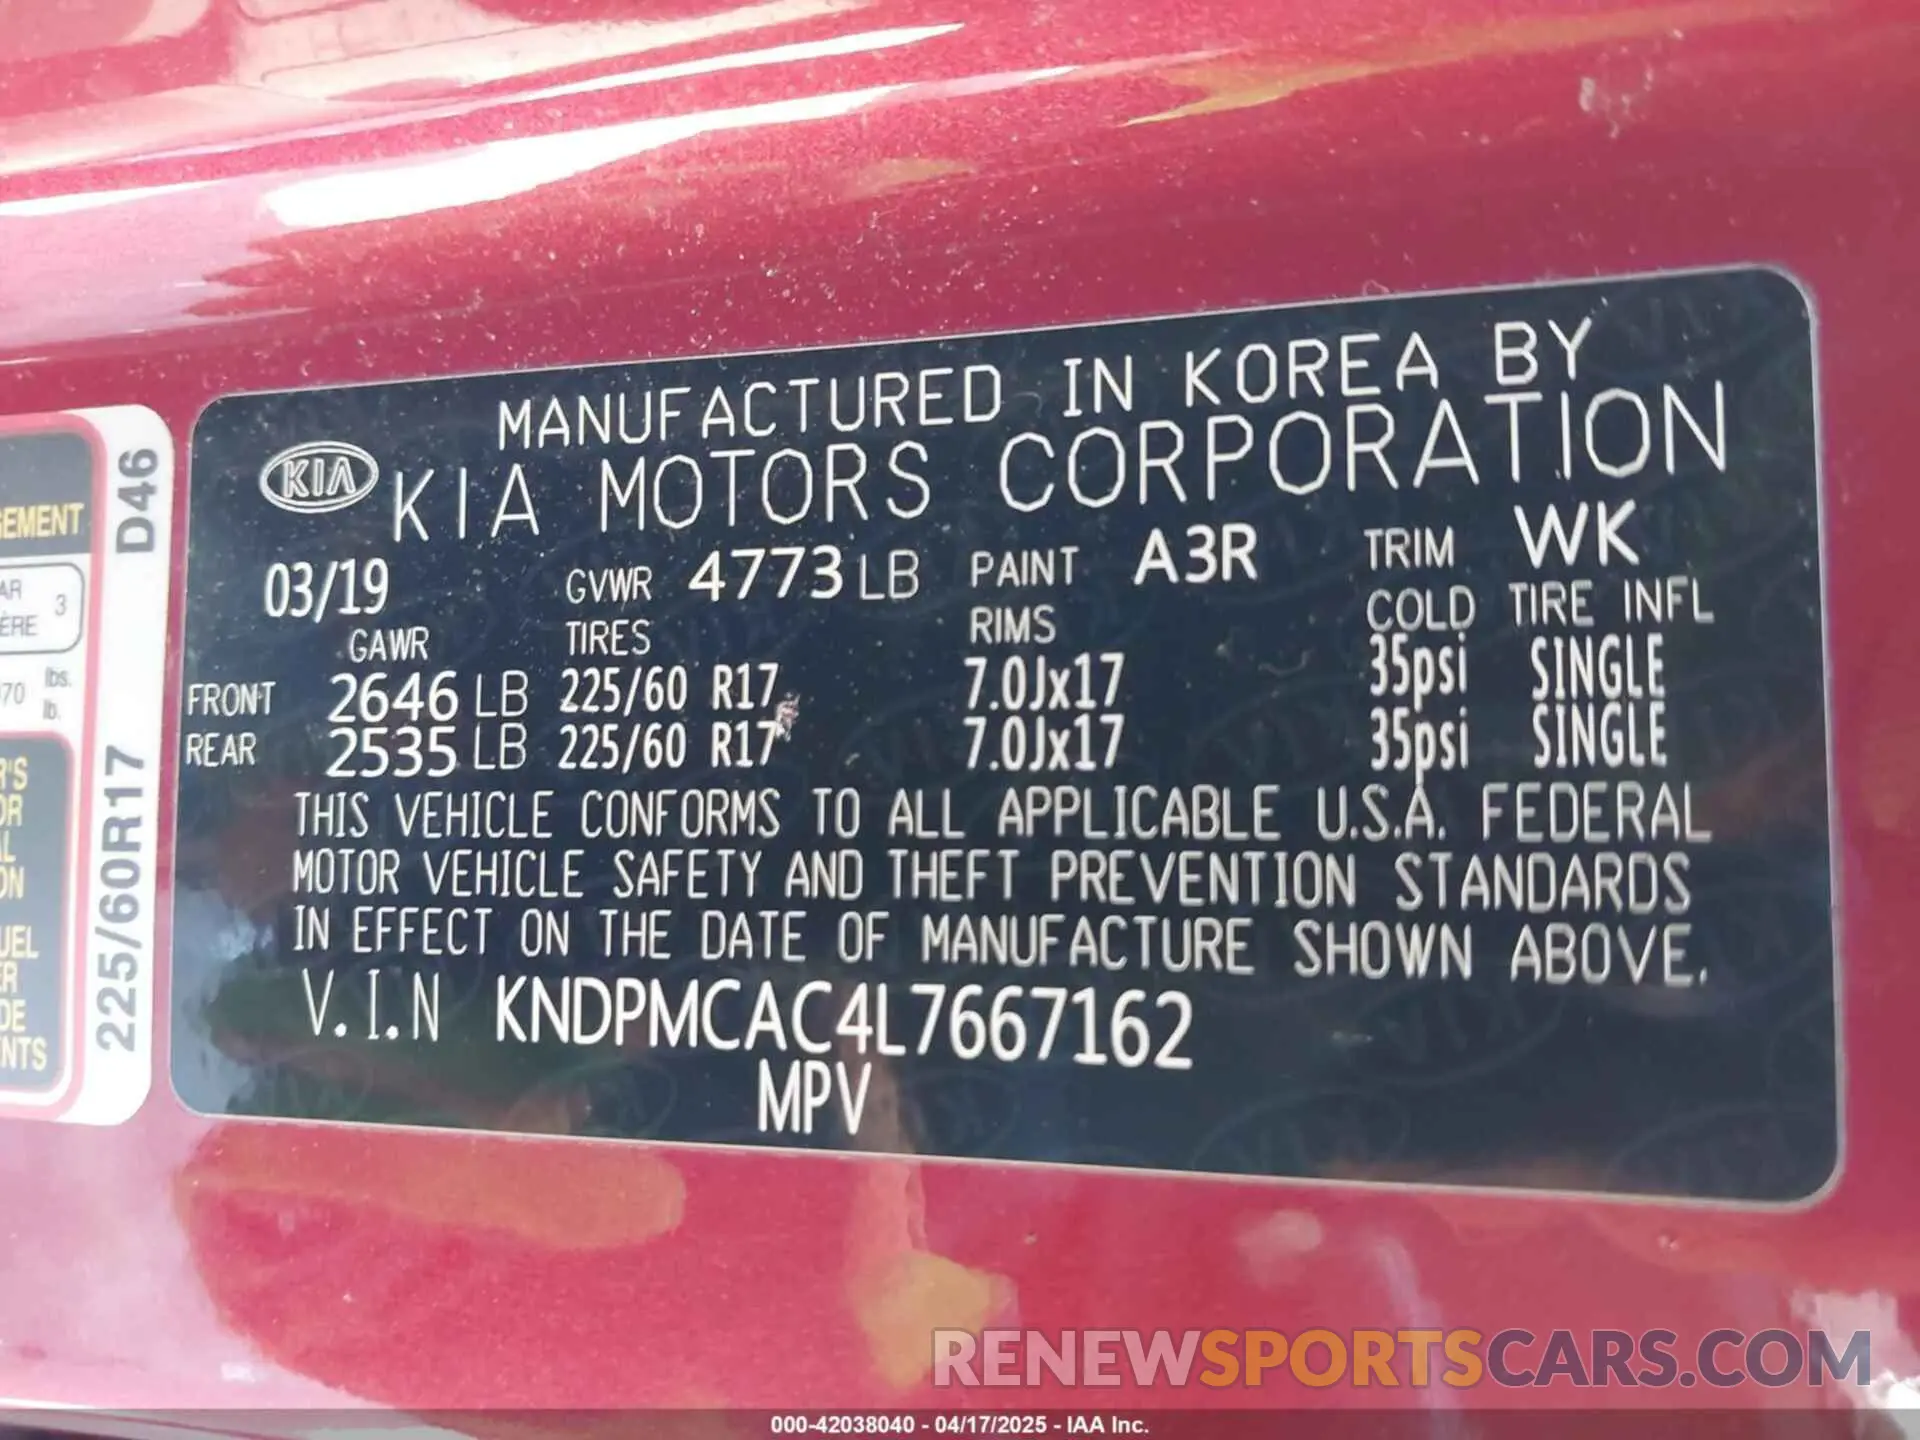 MANUFACTURED IN KOREA BY
KIA KIA MOTORS CORPORATION
03/19 GVWR 4773 LB PAINT A3R TRIM WK
GAWR TIRES RIMS COLD TIRE INFL
FRONT 2646 LB 225/60 R17 7.0Jx17 35psi SINGLE
REAR 2535 LB 225/60 R17 7.0Jx17 35psi SINGLE
THIS VEHICLE CONFORMS TO ALL APPLICABLE U.S.A. FEDERAL
MOTOR VEHICLE SAFETY AND THEFT PREVENTION STANDARDS
IN EFFECT ON THE DATE OF MANUFACTURE SHOWN ABOVE.
V.I.N KNDPMCAC4L7667162
MPV
D46
225/60R17
3
lbs.
lb.
RENEWSPORTSCARS.COM
000-42038040 - 04/17/2025 - IAA Inc.